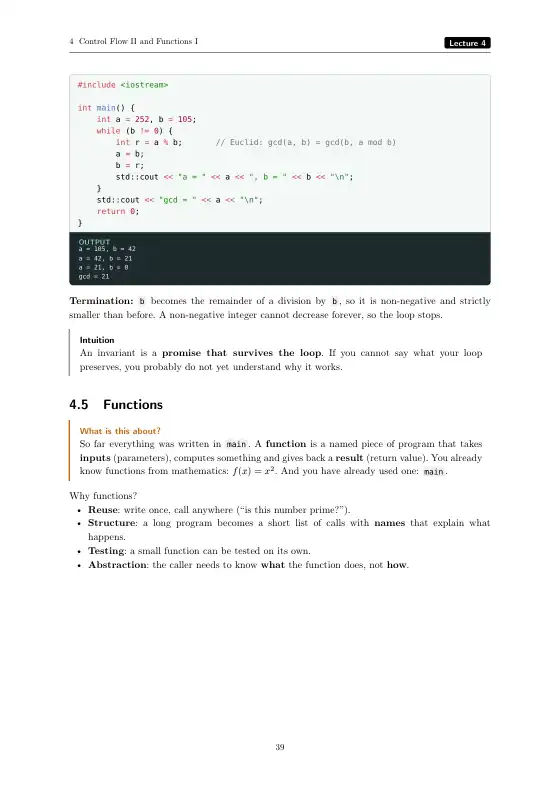 4 Control Flow II and Functions I
Lecture 4
#include <iostream>
int main() {
    int a = 252, b = 105;
    while (b != 0) {
        int r = a % b;       // Euclid: gcd(a, b) = gcd(b, a mod b)
        a = b;
        b = r;
        std::cout << "a = " << a << ", b = " << b << "\n";
    }
    std::cout << "gcd = " << a << "\n";
    return 0;
}
OUTPUT
a = 105, b = 42
a = 42, b = 21
a = 21, b = 0
gcd = 21
Termination: b becomes the remainder of a division by b, so it is non-negative and strictly
smaller than before. A non-negative integer cannot decrease forever, so the loop stops.
Intuition
An invariant is a promise that survives the loop. If you cannot say what your loop
preserves, you probably do not yet understand why it works.
4.5 Functions
What is this about?
So far everything was written in main. A function is a named piece of program that takes
inputs (parameters), computes something and gives back a result (return value). You already
know functions from mathematics: f(x) = x². And you have already used one: main.
Why functions?
• Reuse: write once, call anywhere (“is this number prime?”).
• Structure: a long program becomes a short list of calls with names that explain what
happens.
• Testing: a small function can be tested on its own.
• Abstraction: the caller needs to know what the function does, not how.
39